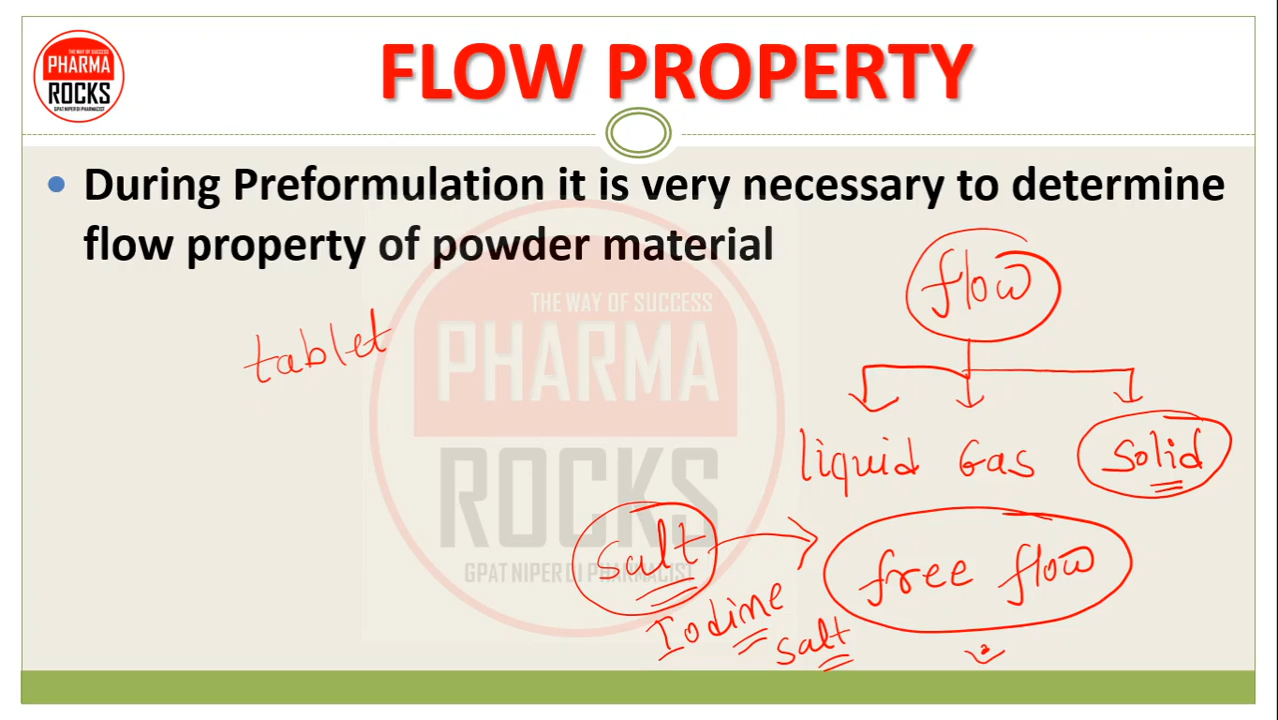 THE WAY OF SUCCESS
PHARMA
ROCKS
GPAT NIPER DI PHARMACIST
FLOW PROPERTY
• During Preformulation it is very necessary to determine
flow property of powder material
flow
tablet
liquid Gas solid
salt free flow
Iodine
salt
THE WAY OF SUCCESS
PHARMA
ROCKS
GPAT NIPER DI PHARMACIST